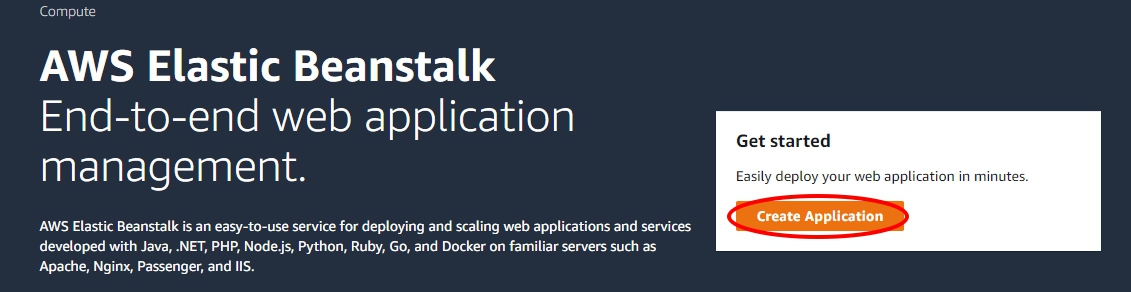 Compute
AWS Elastic Beanstalk
End-to-end web application
management.
Get started
Easily deploy your web application in minutes.
Create Application
AWS Elastic Beanstalk is an easy-to-use service for deploying and scaling web applications and services
developed with Java, .NET, PHP, Node.js, Python, Ruby, Go, and Docker on familiar servers such as
Apache, Nginx, Passenger, and IIS.